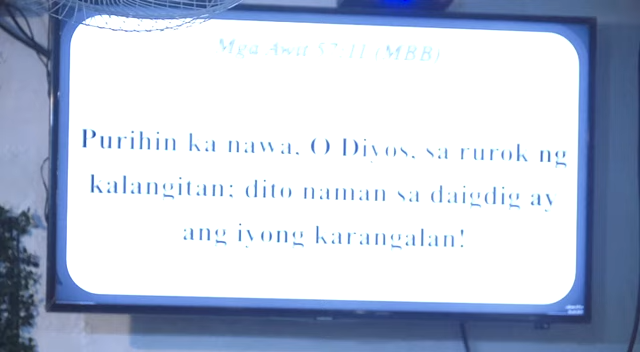 Mga Awit 57:11 (MBB)
Purihin ka nawa, O Diyos, sa rurok ng
kalangitan; dito naman sa daigdig ay
ang iyong karangalan!